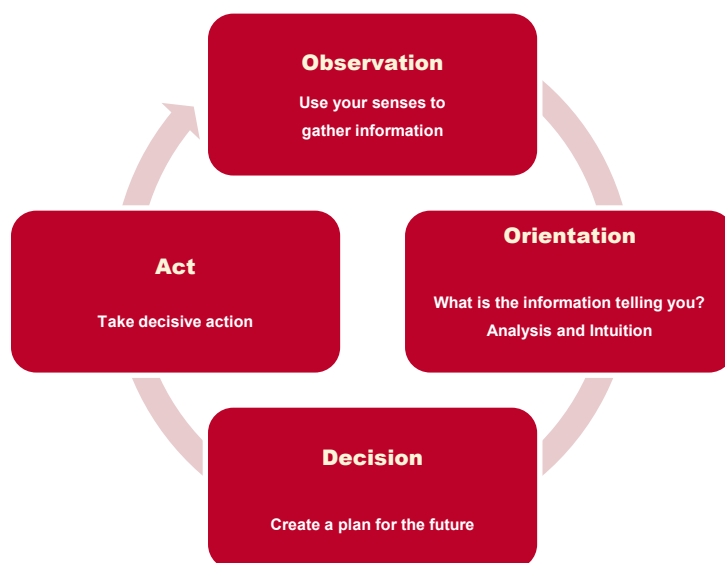 Observation
Use your senses to
gather information
Orientation
What is the information telling you?
Analysis and Intuition
Decision
Create a plan for the future
Act
Take decisive action